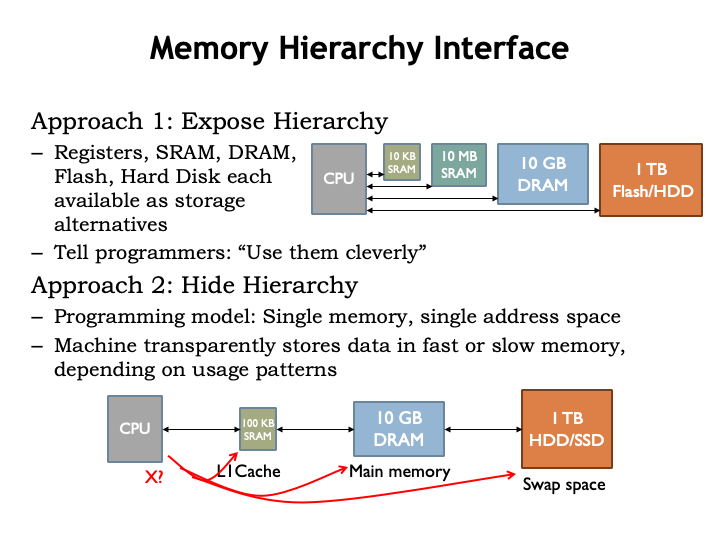 Memory Hierarchy Interface
Approach 1: Expose Hierarchy
– Registers, SRAM, DRAM,
Flash, Hard Disk each
available as storage
alternatives
– Tell programmers: “Use them cleverly”
CPU
10 KB
SRAM
10 MB
SRAM
10 GB
DRAM
1 TB
Flash/HDD
Approach 2: Hide Hierarchy
– Programming model: Single memory, single address space
– Machine transparently stores data in fast or slow memory,
depending on usage patterns
CPU
100 KB
SRAM
10 GB
DRAM
1 TB
HDD/SSD
X?
L1Cache
Main memory
Swap space